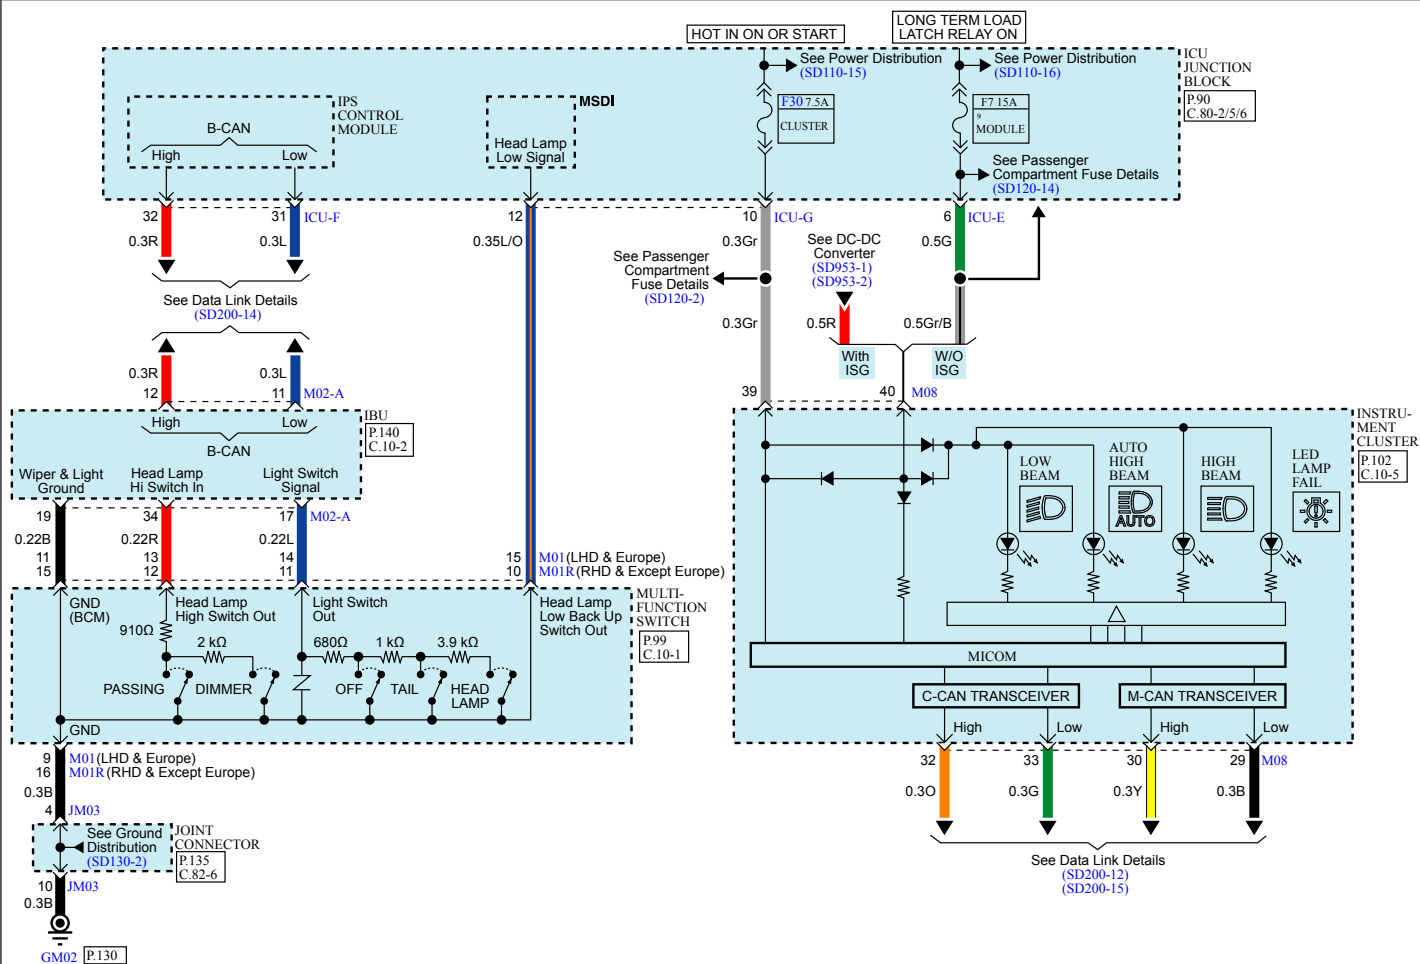 HOT IN ON OR START
LONG TERM LOAD
LATCH RELAY ON
See Power Distribution
(SD110-15)
See Power Distribution
(SD110-16)
ICU
JUNCTION
BLOCK
P.90
C.80-2/5/6
IPS
CONTROL
MODULE
B-CAN
High
Low
MSDI
Head Lamp
Low Signal
F30 7.5A
CLUSTER
F7 15A
9
MODULE
See Passenger
Compartment Fuse Details
(SD120-14)
32
31
ICU-F
12
10
ICU-G
6
ICU-E
0.3R
0.3L
0.35L/O
0.3Gr
0.5G
See Passenger
Compartment
Fuse Details
(SD120-2)
See DC-DC
Converter
(SD953-1)
(SD953-2)
See Data Link Details
(SD200-14)
0.3Gr
0.5R
0.5Gr/B
With
ISG
W/O
ISG
0.3R
0.3L
12
11
M02-A
39
40
M08
High
Low
B-CAN
IBU
P.140
C.10-2
Wiper & Light
Ground
Head Lamp
Hi Switch In
Light Switch
Signal
INSTRU-
MENT
CLUSTER
P.102
C.10-5
LOW
BEAM
AUTO
HIGH
BEAM
AUTO
HIGH
BEAM
LED
LAMP
FAIL
19
34
17
M02-A
0.22B
0.22R
0.22L
11
13
14
15
M01(LHD & Europe)
15
12
11
10
M01R(RHD & Except Europe)
GND
(BCM)
Head Lamp
High Switch Out
Light Switch
Out
Head Lamp
Low Back Up
Switch Out
MULTI-
FUNCTION
SWITCH
P.99
C.10-1
910Ω
2 kΩ
680Ω
1 kΩ
3.9 kΩ
PASSING
DIMMER
OFF
TAIL
HEAD
LAMP
GND
MICOM
C-CAN TRANSCEIVER
M-CAN TRANSCEIVER
High
Low
High
Low
9
M01(LHD & Europe)
16
M01R(RHD & Except Europe)
0.3B
4
JM03
32
33
30
29
M08
0.3O
0.3G
0.3Y
0.3B
See Ground
Distribution
(SD130-2)
JOINT
CONNECTOR
P.135
C.82-6
See Data Link Details
(SD200-12)
(SD200-15)
10
JM03
0.3B
GM02
P.130